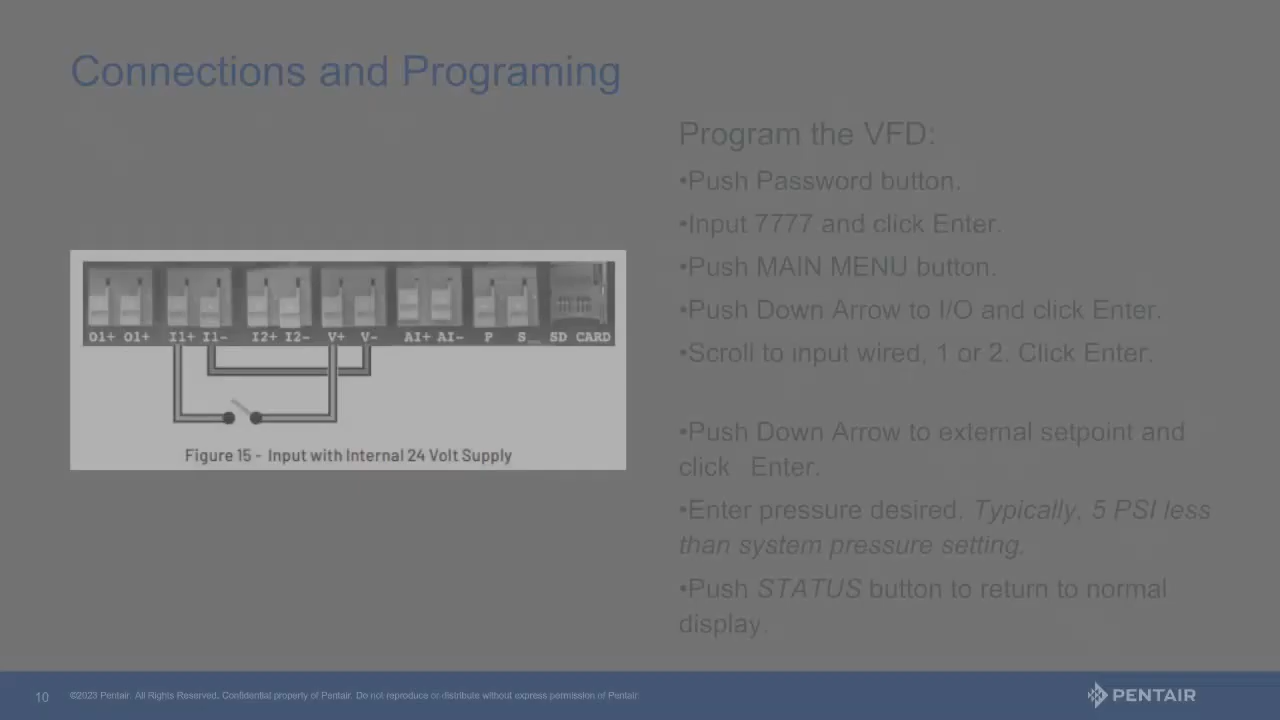 Connections and Programing
Program the VFD:
•Push Password button.
•Input 7777 and click Enter.
•Push MAIN MENU button.
•Push Down Arrow to I/O and click Enter.
•Scroll to input wired, 1 or 2. Click Enter.
•Push Down Arrow to external setpoint and
click Enter.
•Enter pressure desired. Typically, 5 PSI less
than system pressure setting.
•Push STATUS button to return to normal
display.
O1+ O1+ I1+ I1- I2+ I2- V+ V- AI+ AI- P S_ SD CARD
Figure 15 - Input with Internal 24 Volt Supply
10
©2023 Pentair. All Rights Reserved. Confidential property of Pentair. Do not reproduce or distribute without express permission of Pentair.
PENTAIR